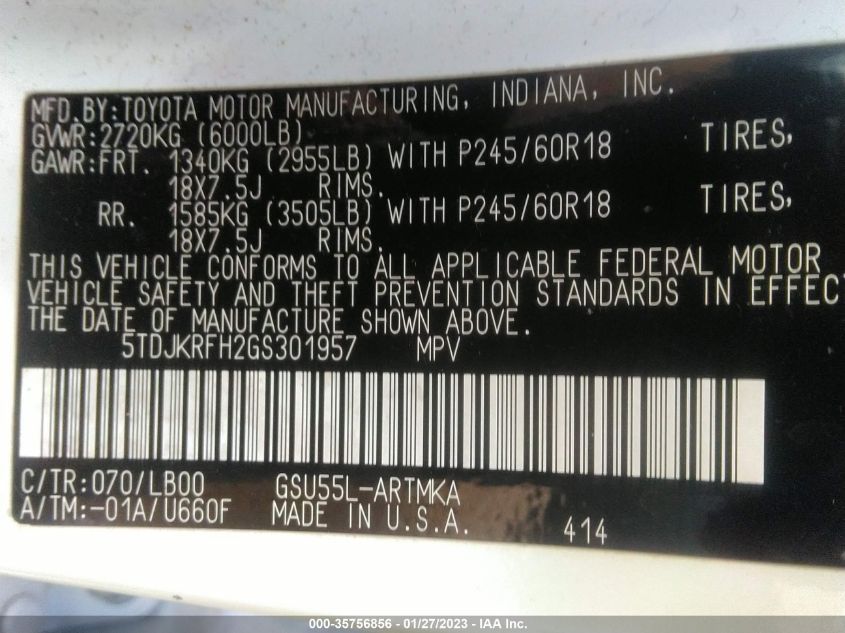 MFD.BY:TOYOTA MOTOR MANUFACTURING, INDIANA, INC.
GVWR:2720KG (6000LB)
GAWR:FRT. 1340KG (2955LB) WITH P245/60R18 TIRES,
18X7.5J RIMS.
RR. 1585KG (3505LB) WITH P245/60R18 TIRES,
18X7.5J RIMS.
THIS VEHICLE CONFORMS TO ALL APPLICABLE FEDERAL MOTOR
VEHICLE SAFETY AND THEFT PREVENTION STANDARDS IN EFFECT
THE DATE OF MANUFACTURE SHOWN ABOVE.
5TDJKRFH2GS301957 MPV
C/TR:070/LB00 GSU55L-ARTMKA
A/TM:-01A/U660F MADE IN U.S.A. 414
000-35756856 - 01/27/2023 - IAA Inc.